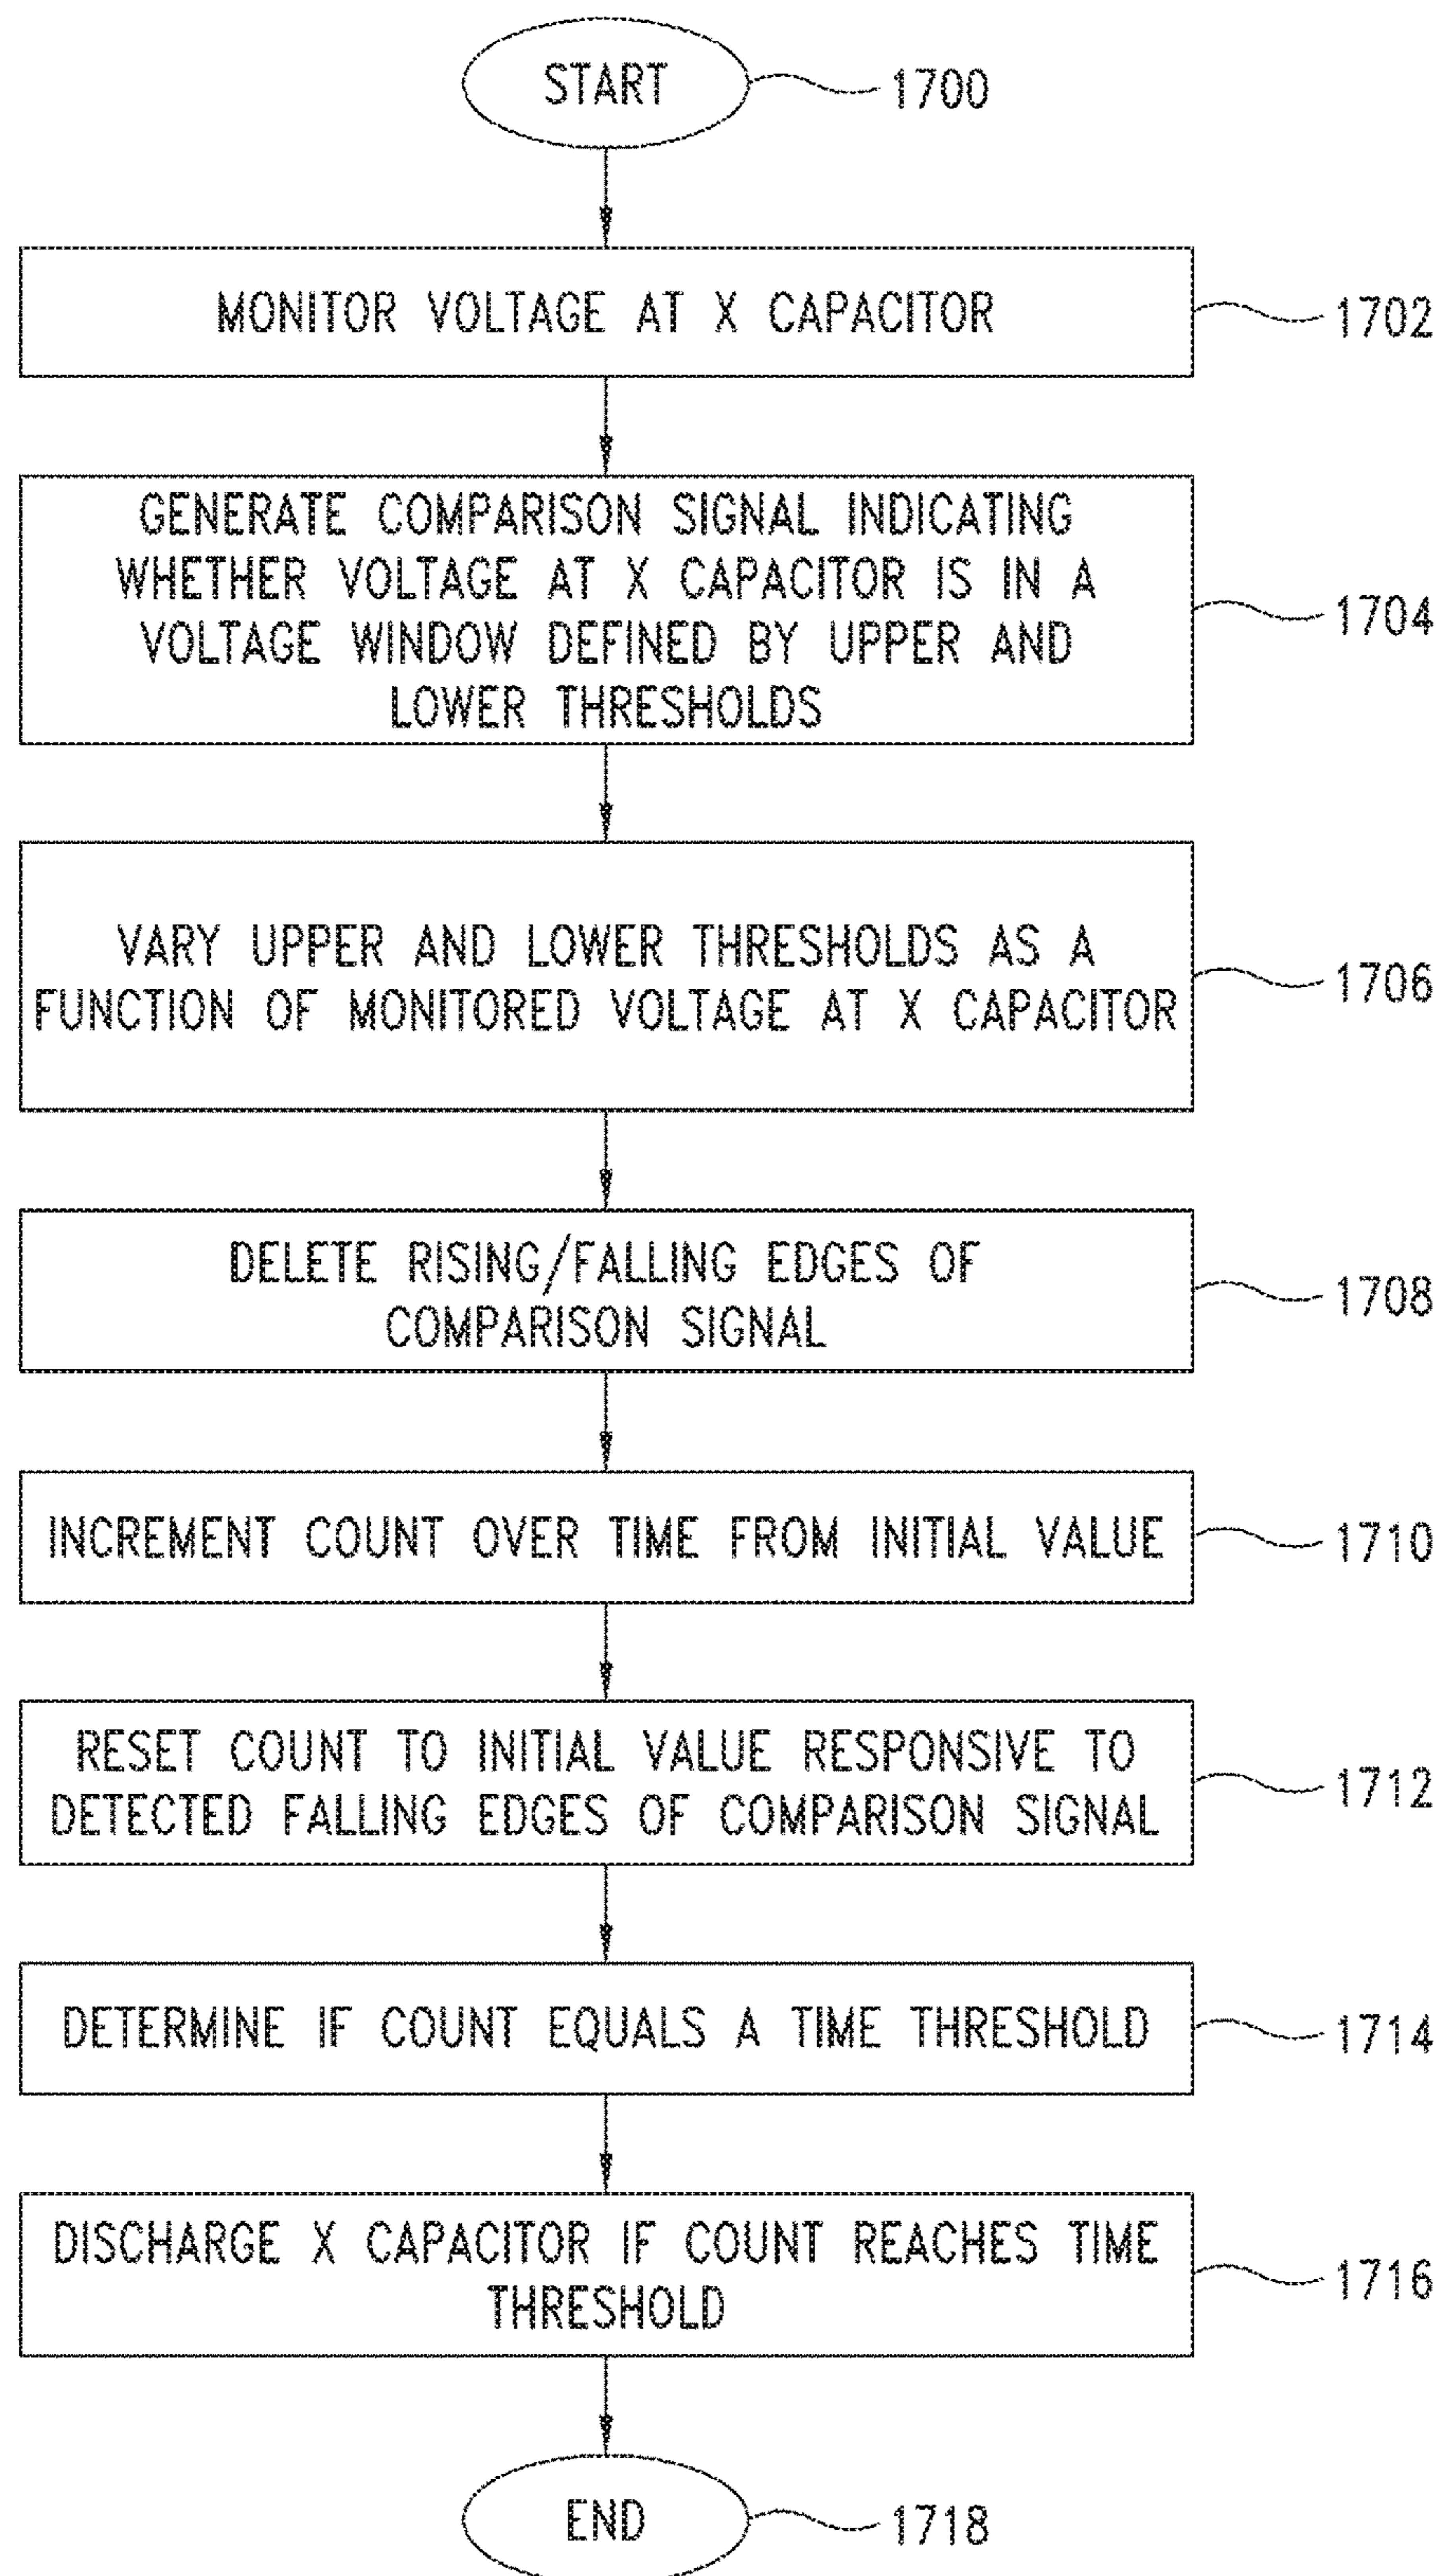 START
1700
MONITOR VOLTAGE AT X CAPACITOR
1702
GENERATE COMPARISON SIGNAL INDICATING
WHETHER VOLTAGE AT X CAPACITOR IS IN A
VOLTAGE WINDOW DEFINED BY UPPER AND
LOWER THRESHOLDS
1704
VARY UPPER AND LOWER THRESHOLDS AS A
FUNCTION OF MONITORED VOLTAGE AT X CAPACITOR
1706
DELETE RISING/FALLING EDGES OF
COMPARISON SIGNAL
1708
INCREMENT COUNT OVER TIME FROM INITIAL VALUE
1710
RESET COUNT TO INITIAL VALUE RESPONSIVE TO
DETECTED FALLING EDGES OF COMPARISON SIGNAL
1712
DETERMINE IF COUNT EQUALS A TIME THRESHOLD
1714
DISCHARGE X CAPACITOR IF COUNT REACHES TIME
THRESHOLD
1716
END
1718